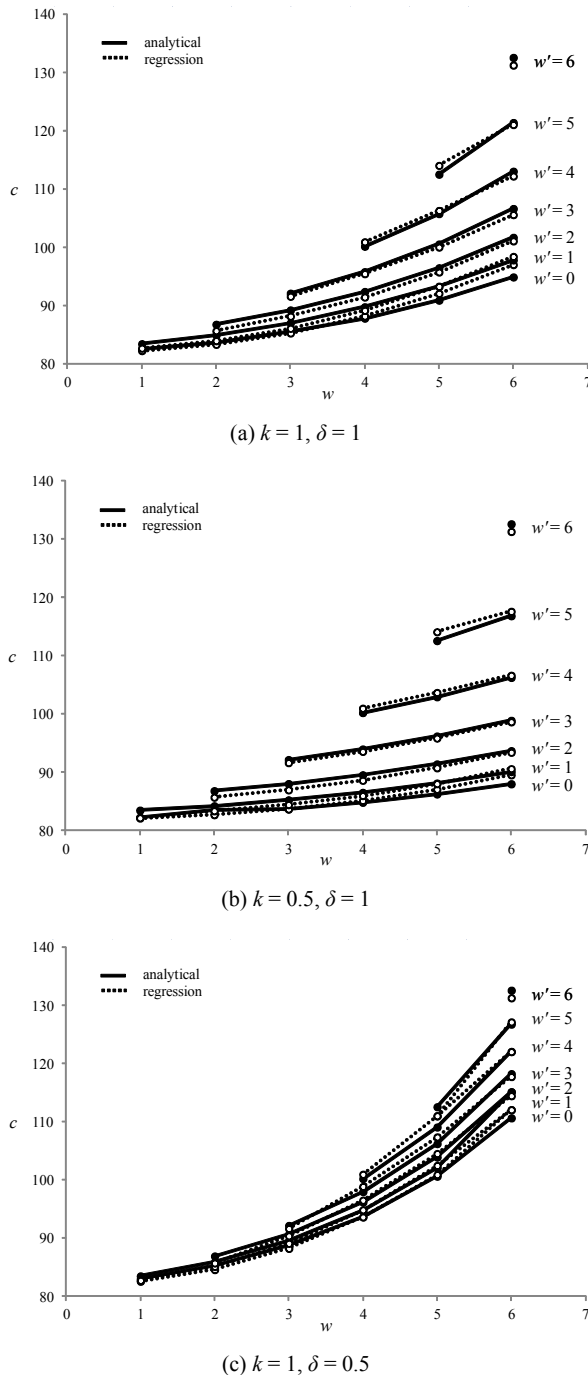 140
analytical
regression
130
120
110
c
100
90
80
0 1 2 3 4 5 6 7
w
w′ = 6
w′ = 5
w′ = 4
w′ = 3
w′ = 2
w′ = 1
w′ = 0
(a) k = 1, δ = 1
140
analytical
regression
130
120
110
c
100
90
80
0 1 2 3 4 5 6 7
w
w′ = 6
w′ = 5
w′ = 4
w′ = 3
w′ = 2
w′ = 1
w′ = 0
(b) k = 0.5, δ = 1
140
analytical
regression
130
120
110
c
100
90
80
0 1 2 3 4 5 6 7
w
w′ = 6
w′ = 5
w′ = 4
w′ = 3
w′ = 2
w′ = 1
w′ = 0
(c) k = 1, δ = 0.5